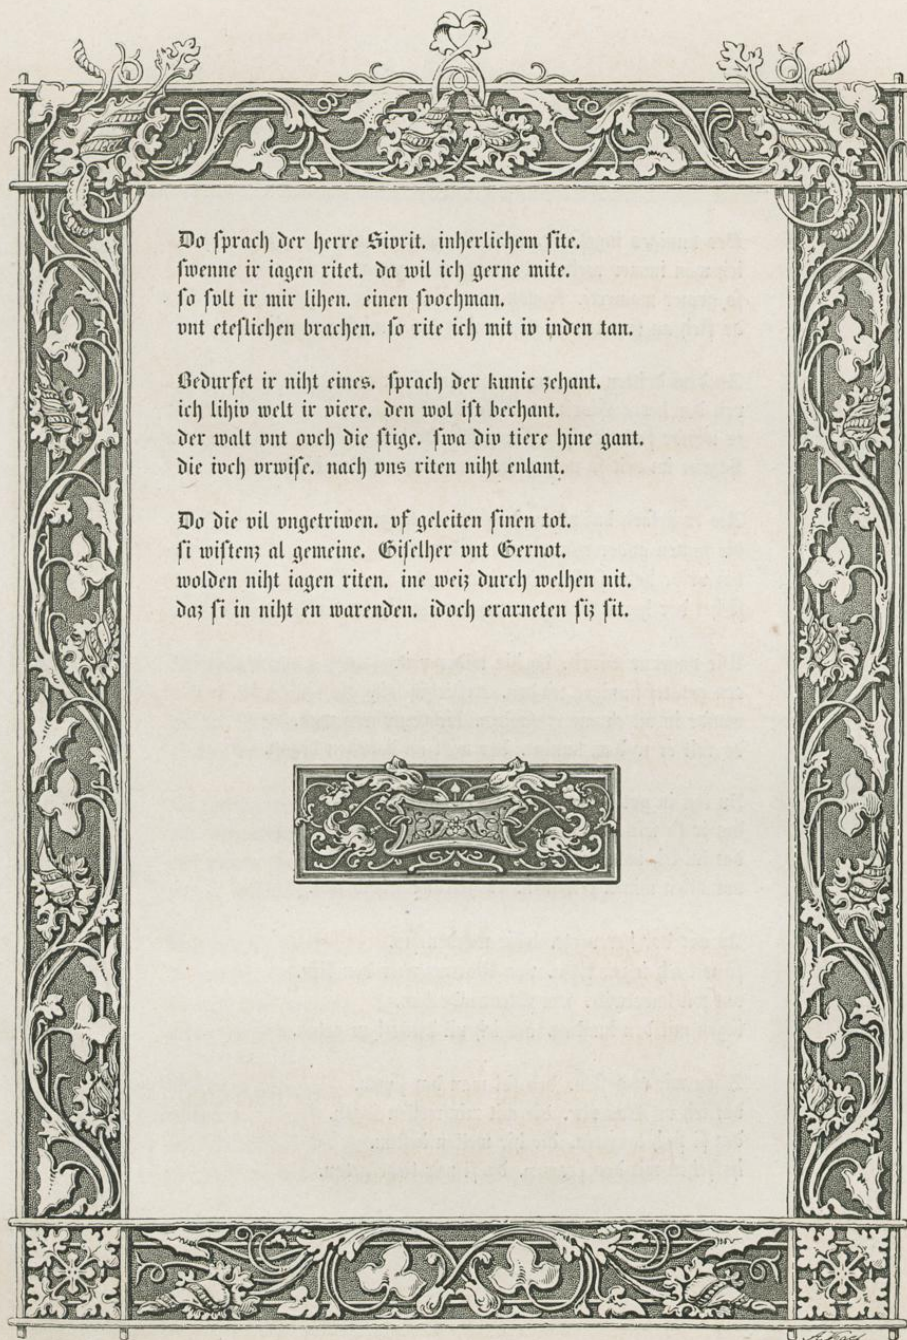 Do ſprach der herre Sivrit. inherlichem ſite.
ſwenne ir iagen ritet. da wil ich gerne mite.
ſo ſvlt ir mir lihen. einen ſvochman.
vnt eteſlichen brachen. ſo rite ich mit iv inden tan.

Bedurfet ir niht eines. ſprach der kunic zehant.
ich lihiv welt ir viere. den wol iſt bechant.
der walt vnt ovch die ſtige. ſwa div tiere hine gant.
die ivch vrwiſe. nach vns riten niht enlant.

Do die vil vngetriwen. vf geleiten ſinen tot.
ſi wiſtenz al gemeine. Giſelher vnt Gernot.
wolden niht iagen riten. ine weiz durch welhen nit.
daz ſi in niht en warenden. idoch erarneten ſiz ſit.